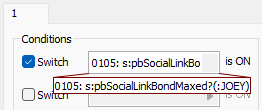 1
Conditions
Switch 0105: s:pbSocialLinkBo is ON
0105: s:pbSocialLinkBondMaxed?(:JOEY)
Switch is ON